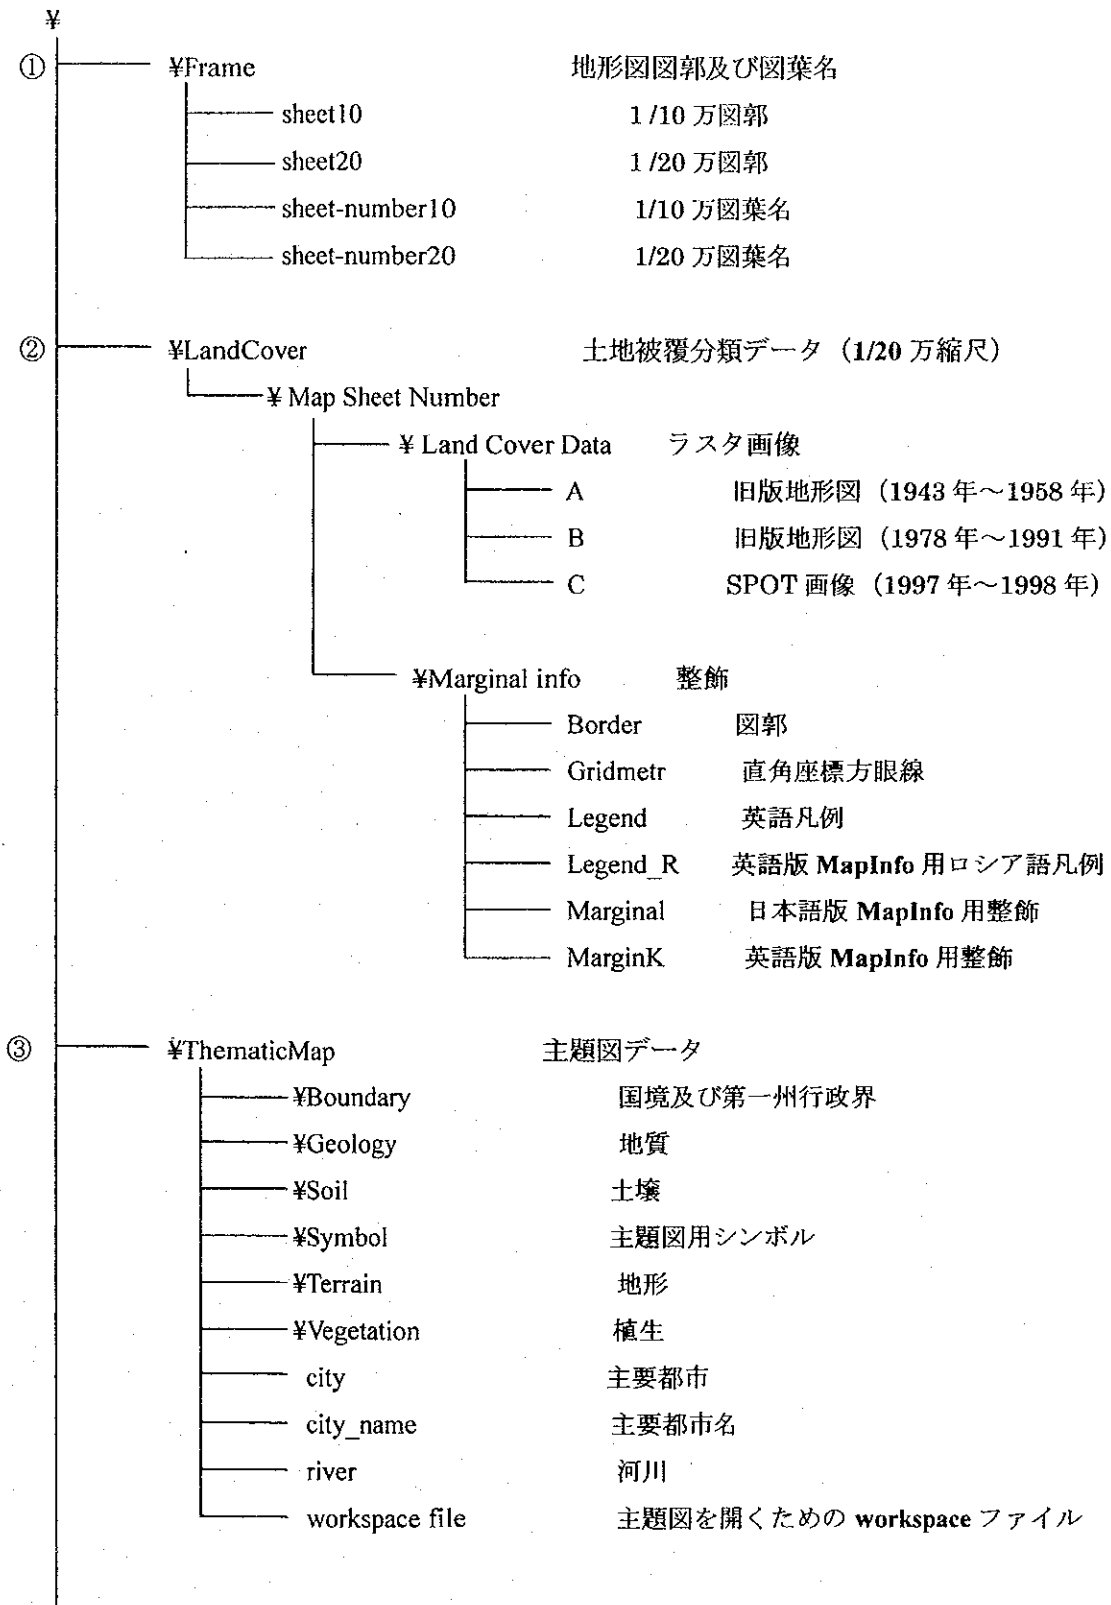 ¥
① ¥Frame 地形図図郭及び図葉名
sheet10 1/10 万図郭
sheet20 1/20 万図郭
sheet-number10 1/10 万図葉名
sheet-number20 1/20 万図葉名
② ¥LandCover 土地被覆分類データ（1/20 万縮尺）
¥ Map Sheet Number
¥ Land Cover Data ラスタ画像
A 旧版地形図（1943 年～1958 年）
B 旧版地形図（1978 年～1991 年）
C SPOT 画像（1997 年～1998 年）
¥Marginal info 整飾
Border 図郭
Gridmetr 直角座標方眼線
Legend 英語凡例
Legend_R 英語版 MapInfo 用ロシア語凡例
Marginal 日本語版 MapInfo 用整飾
MarginK 英語版 MapInfo 用整飾
③ ¥ThematicMap 主題図データ
¥Boundary 国境及び第一州行政界
¥Geology 地質
¥Soil 土壌
¥Symbol 主題図用シンボル
¥Terrain 地形
¥Vegetation 植生
city 主要都市
city_name 主要都市名
river 河川
workspace file 主題図を開くための workspace ファイル